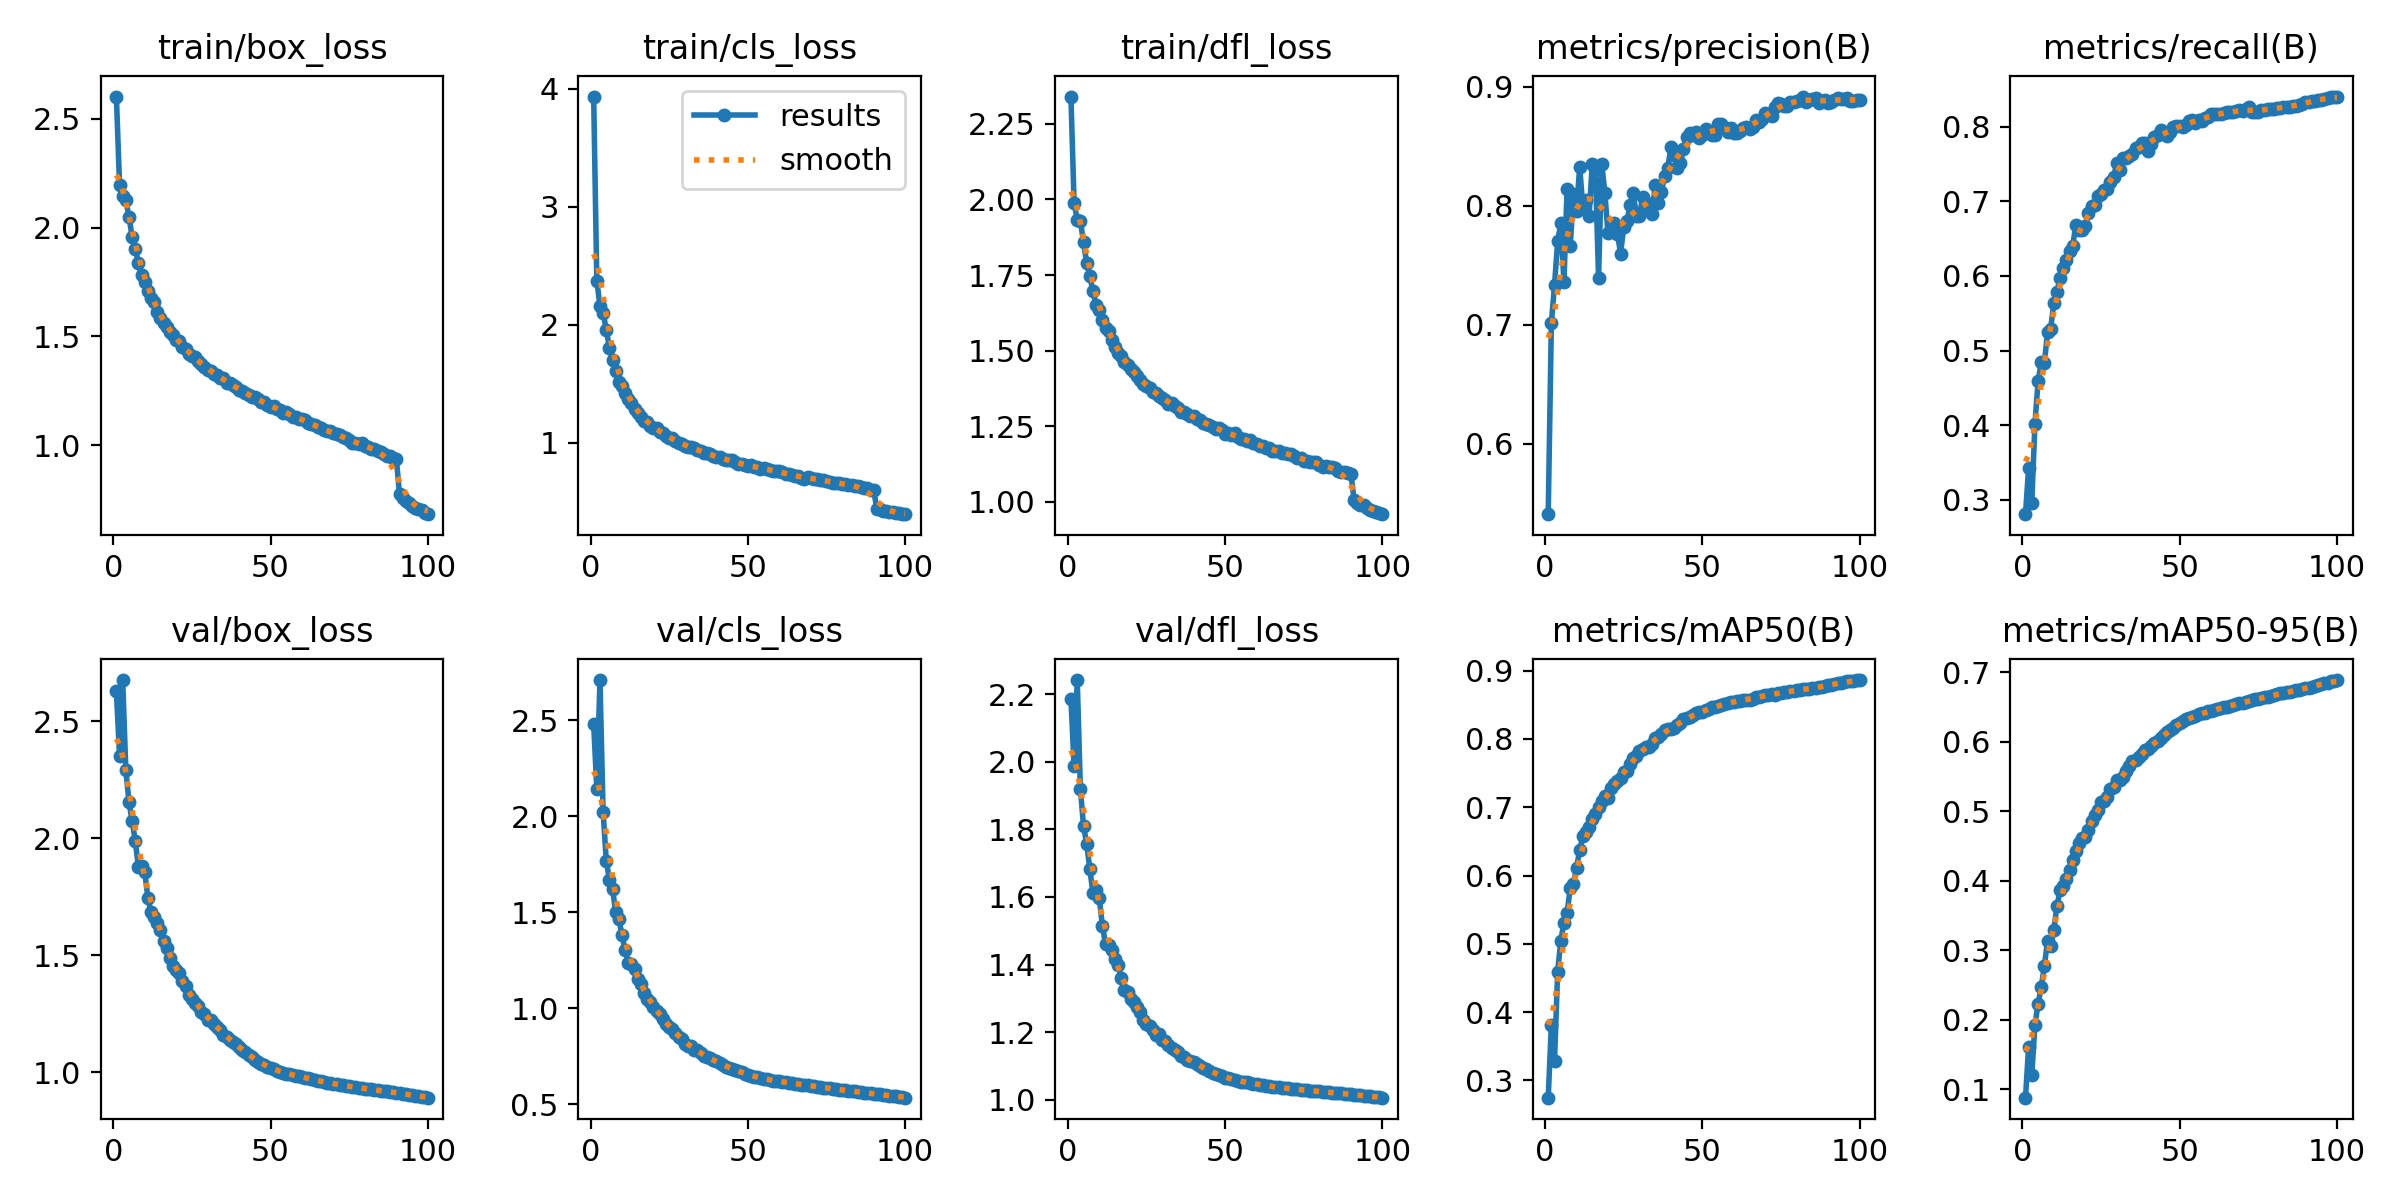 train/box_loss
2.5
2.0
1.5
1.0
0 50 100
train/cls_loss
results
smooth
4
3
2
1
0 50 100
train/dfl_loss
2.25
2.00
1.75
1.50
1.25
1.00
0 50 100
metrics/precision(B)
0.9
0.8
0.7
0.6
0 50 100
metrics/recall(B)
0.8
0.7
0.6
0.5
0.4
0.3
0 50 100
val/box_loss
2.5
2.0
1.5
1.0
0 50 100
val/cls_loss
2.5
2.0
1.5
1.0
0.5
0 50 100
val/dfl_loss
2.2
2.0
1.8
1.6
1.4
1.2
1.0
0 50 100
metrics/mAP50(B)
0.9
0.8
0.7
0.6
0.5
0.4
0.3
0 50 100
metrics/mAP50-95(B)
0.7
0.6
0.5
0.4
0.3
0.2
0.1
0 50 100